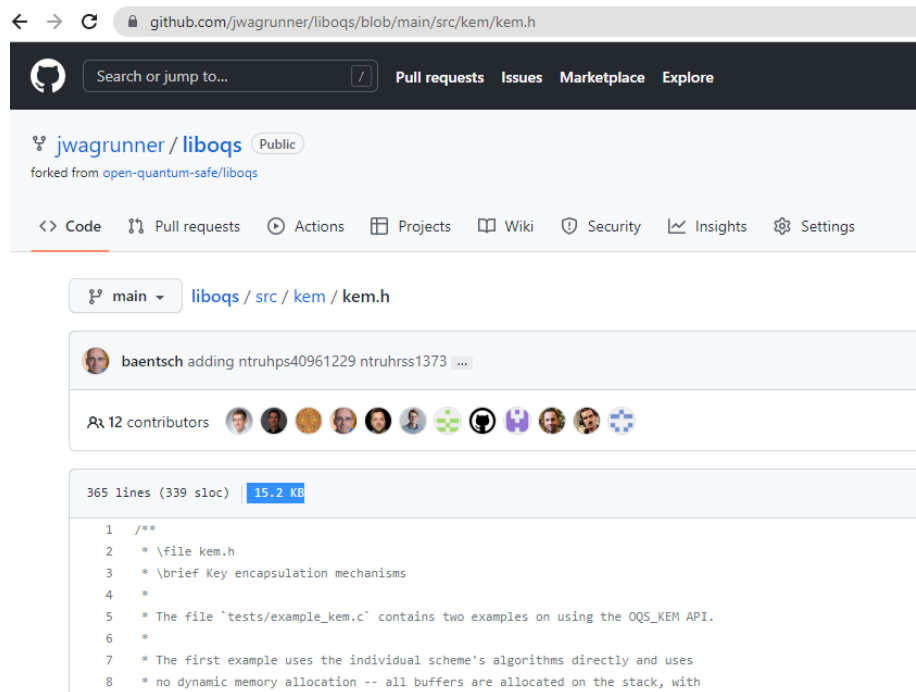 github.com/jwagrunner/liboqs/blob/main/src/kem/kem.h
Search or jump to... / Pull requests Issues Marketplace Explore
jwagrunner / liboqs Public
forked from open-quantum-safe/liboqs
<> Code Pull requests Actions Projects Wiki Security Insights Settings
main liboqs / src / kem / kem.h
baentsch adding ntruhps40961229 ntruhrss1373 ...
12 contributors
365 lines (339 sloc) 15.2 KB
1 /**
2 * \file kem.h
3 * \brief Key encapsulation mechanisms
4 *
5 * The file `tests/example_kem.c` contains two examples on using the OQS_KEM API.
6 *
7 * The first example uses the individual scheme's algorithms directly and uses
8 * no dynamic memory allocation -- all buffers are allocated on the stack, with